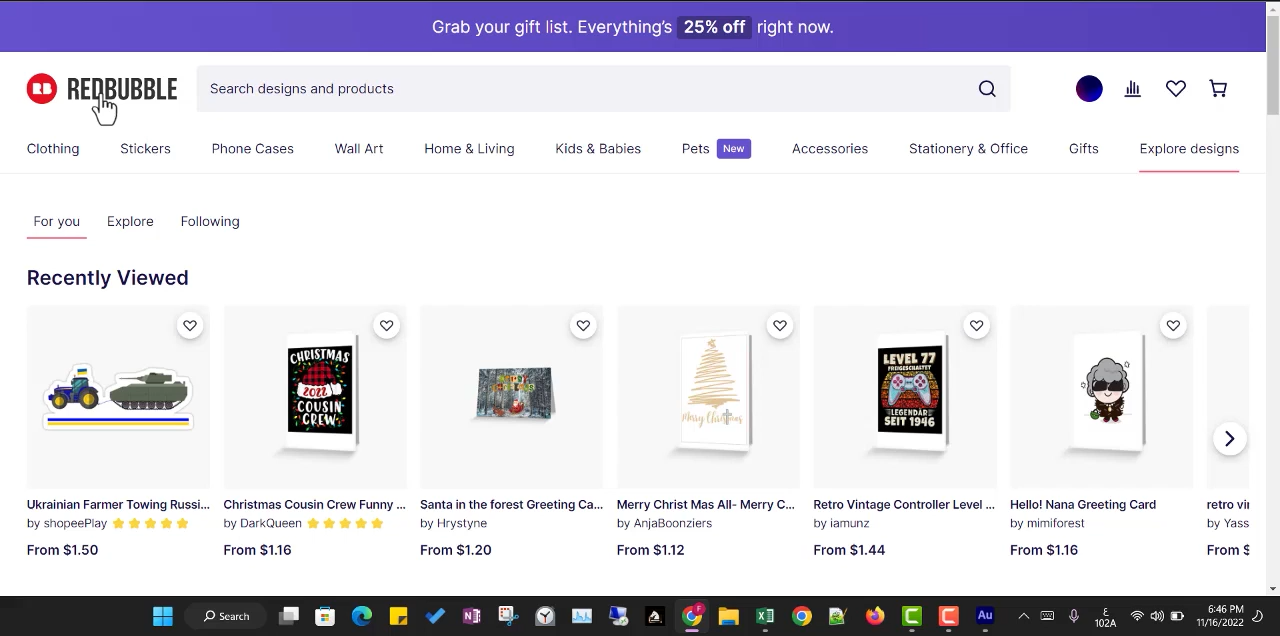 Grab your gift list. Everything's 25% off right now.
RB REDBUBBLE
Search designs and products
Clothing Stickers Phone Cases Wall Art Home & Living Kids & Babies Pets New Accessories Stationery & Office Gifts Explore designs
For you Explore Following
Recently Viewed
CHRISTMAS
2022
COUSIN
CREW
Merry Christmas
LEVEL 77
FREIGESCHALTET
LEGENDÄR
SEIT 1946
Ukrainian Farmer Towing Russi... Christmas Cousin Crew Funny ... Santa in the forest Greeting Ca... Merry Christ Mas All- Merry C... Retro Vintage Controller Level ... Hello! Nana Greeting Card retro vi
by shopeePlay by DarkQueen by Hrystyne by AnjaBoonziers by iamunz by mimiforest by Yass
From $1.50 From $1.16 From $1.20 From $1.12 From $1.44 From $1.16 From $
Search
ع
102A
6:46 PM
11/16/2022
Au